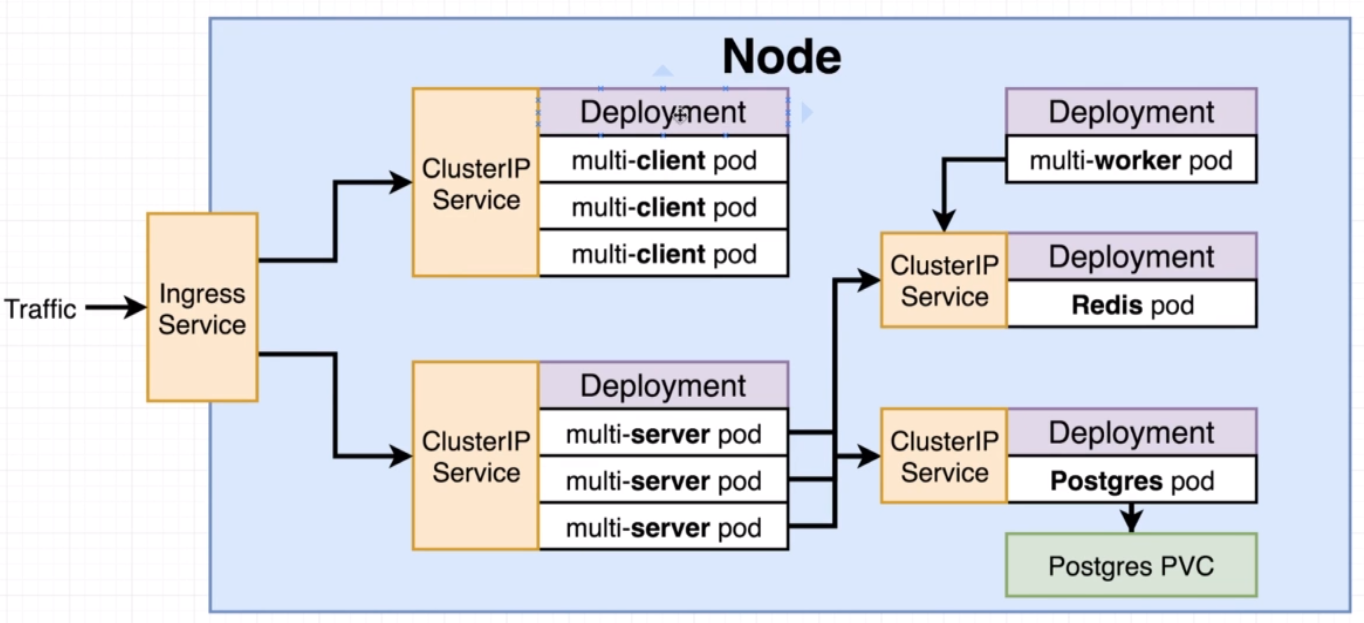 Node
Traffic
Ingress
Service
ClusterIP
Service
Deployment
multi-client pod
multi-client pod
multi-client pod
ClusterIP
Service
Deployment
multi-server pod
multi-server pod
multi-server pod
Deployment
multi-worker pod
ClusterIP
Service
Deployment
Redis pod
ClusterIP
Service
Deployment
Postgres pod
Postgres PVC